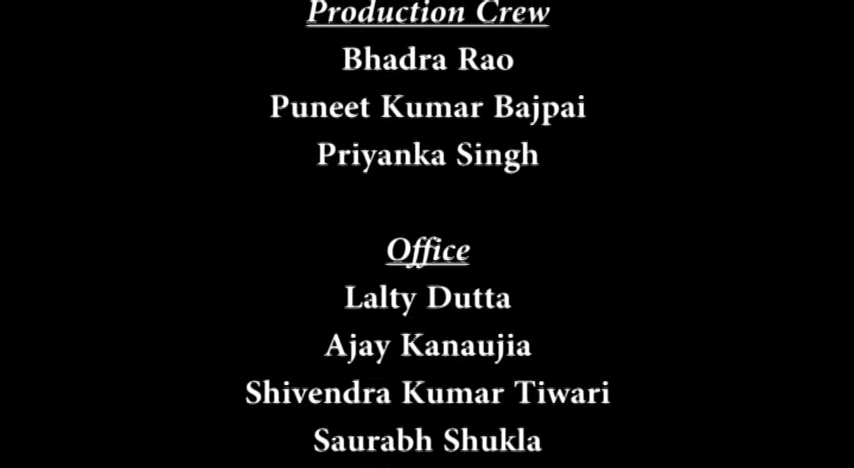 Production Crew
Bhadra Rao
Puneet Kumar Bajpai
Priyanka Singh
Office
Lalty Dutta
Ajay Kanaujia
Shivendra Kumar Tiwari
Saurabh Shukla